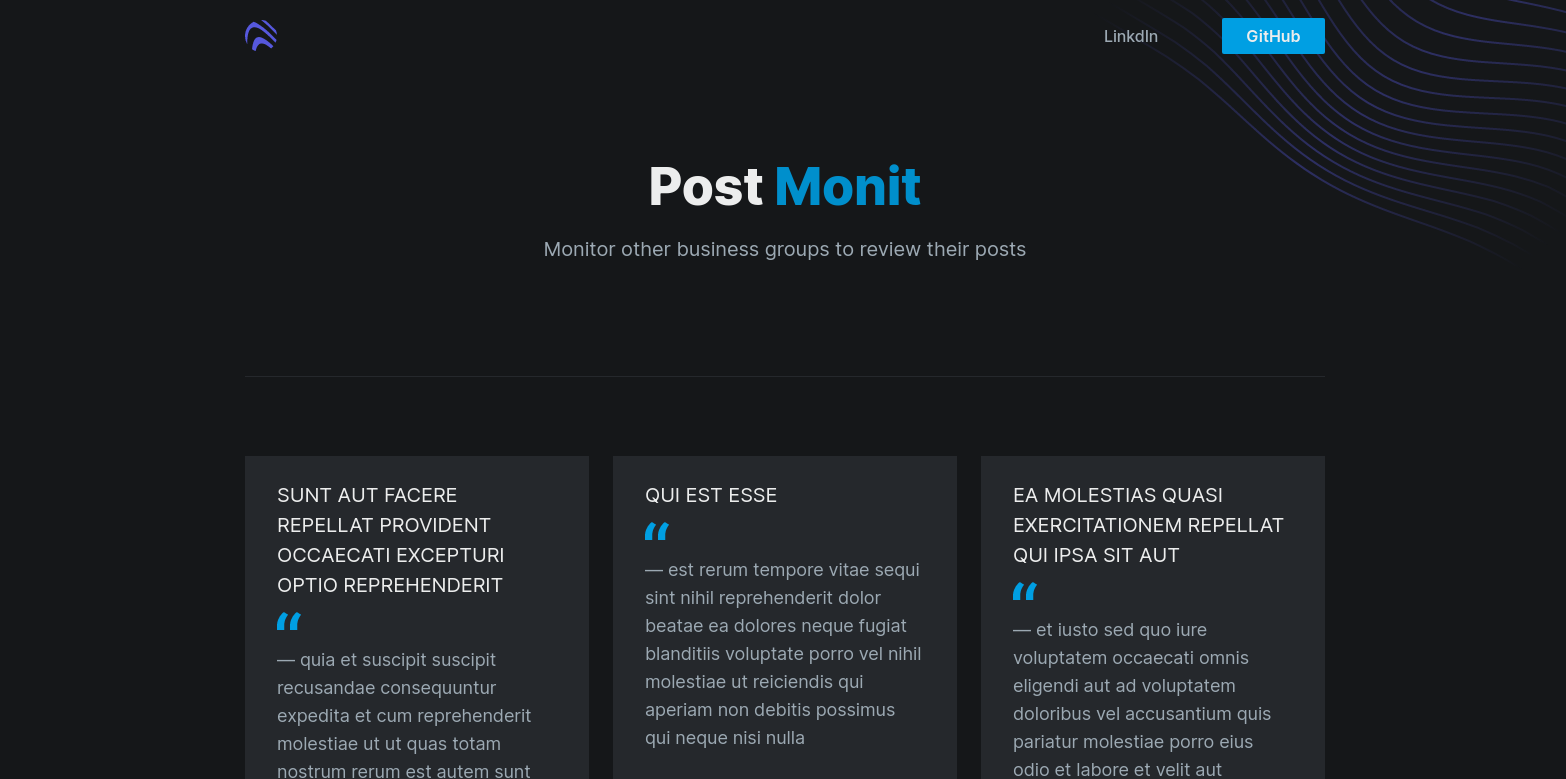 LinkdIn
GitHub
Post Monit
Monitor other business groups to review their posts
SUNT AUT FACERE
REPELLAT PROVIDENT
OCCAECATI EXCEPTURI
OPTIO REPREHENDERIT
“
— quia et suscipit suscipit
recusandae consequuntur
expedita et cum reprehenderit
molestiae ut ut quas totam
nostrum rerum est autem sunt
QUI EST ESSE
“
— est rerum tempore vitae sequi
sint nihil reprehenderit dolor
beatae ea dolores neque fugiat
blanditiis voluptate porro vel nihil
molestiae ut reiciendis qui
aperiam non debitis possimus
qui neque nisi nulla
EA MOLESTIAS QUASI
EXERCITATIONEM REPELLAT
QUI IPSA SIT AUT
“
— et iusto sed quo iure
voluptatem occaecati omnis
eligendi aut ad voluptatem
doloribus vel accusantium quis
pariatur molestiae porro eius
odio et labore et velit aut